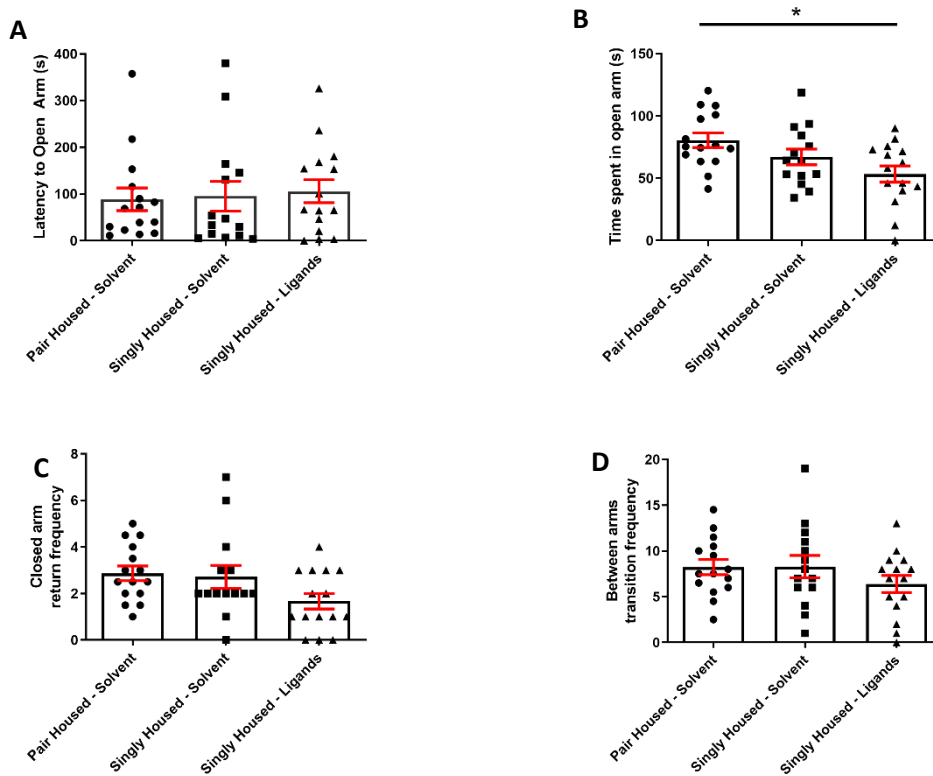 A
Latency to Open Arm (s)
400
300
200
100
0
Pair Housed - Solvent
Singly Housed - Solvent
Singly Housed - Ligands
B
*
Time spent in open arm (s)
150
100
50
0
Pair Housed - Solvent
Singly Housed - Solvent
Singly Housed - Ligands
C
Closed arm
return frequency
8
6
4
2
0
Pair Housed - Solvent
Singly Housed - Solvent
Singly Housed - Ligands
D
Between arms
transition frequency
20
15
10
5
0
Pair Housed - Solvent
Singly Housed - Solvent
Singly Housed - Ligands